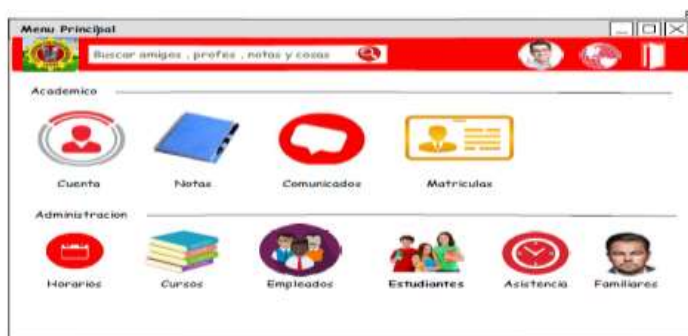 Menu Principal
Buscar amigos , profes , notas y cosas
Academico
Cuenta Notas Comunicados Matriculas
Administracion
Horarios Cursos Empleados Estudiantes Asistencia Familiares